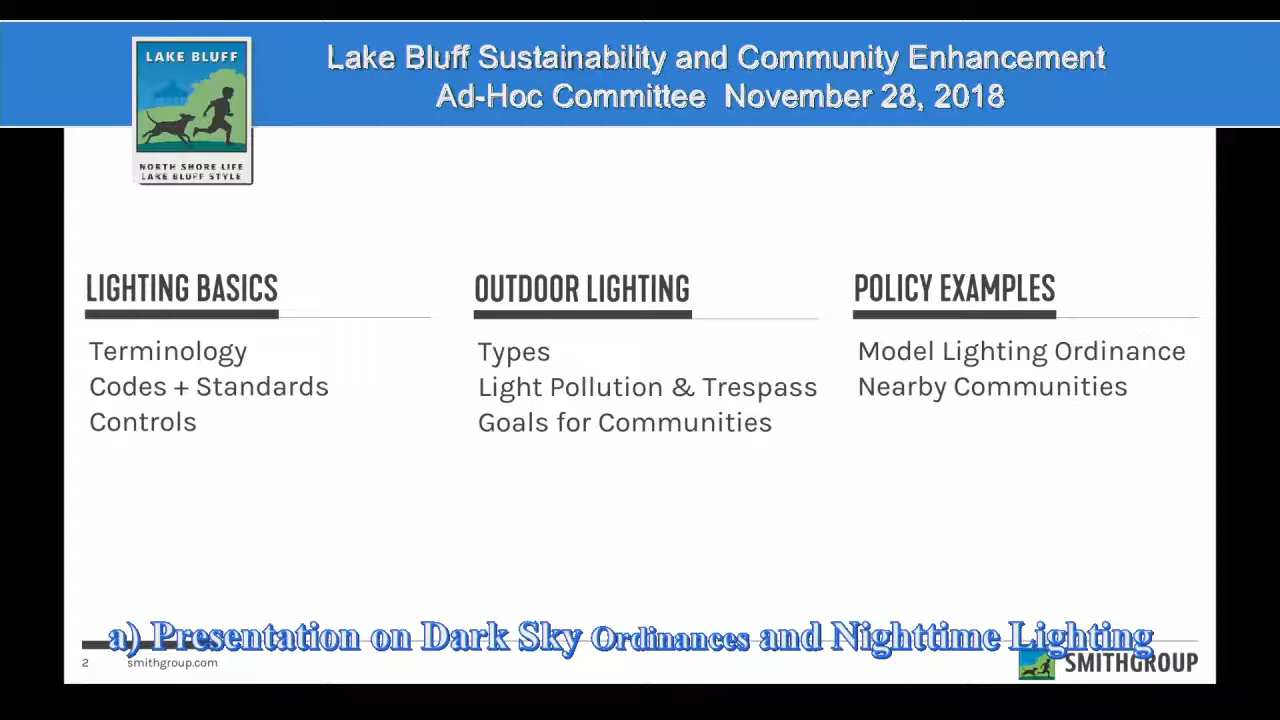 Lake Bluff Sustainability and Community Enhancement
Ad-Hoc Committee November 28, 2018
LAKE BLUFF
NORTH SHORE LIFE
LAKE BLUFF STYLE
LIGHTING BASICS
Terminology
Codes + Standards
Controls
OUTDOOR LIGHTING
Types
Light Pollution & Trespass
Goals for Communities
POLICY EXAMPLES
Model Lighting Ordinance
Nearby Communities
a) Presentation on Dark Sky Ordinances and Nighttime Lighting
2 smithgroup.com
SMITHGROUP